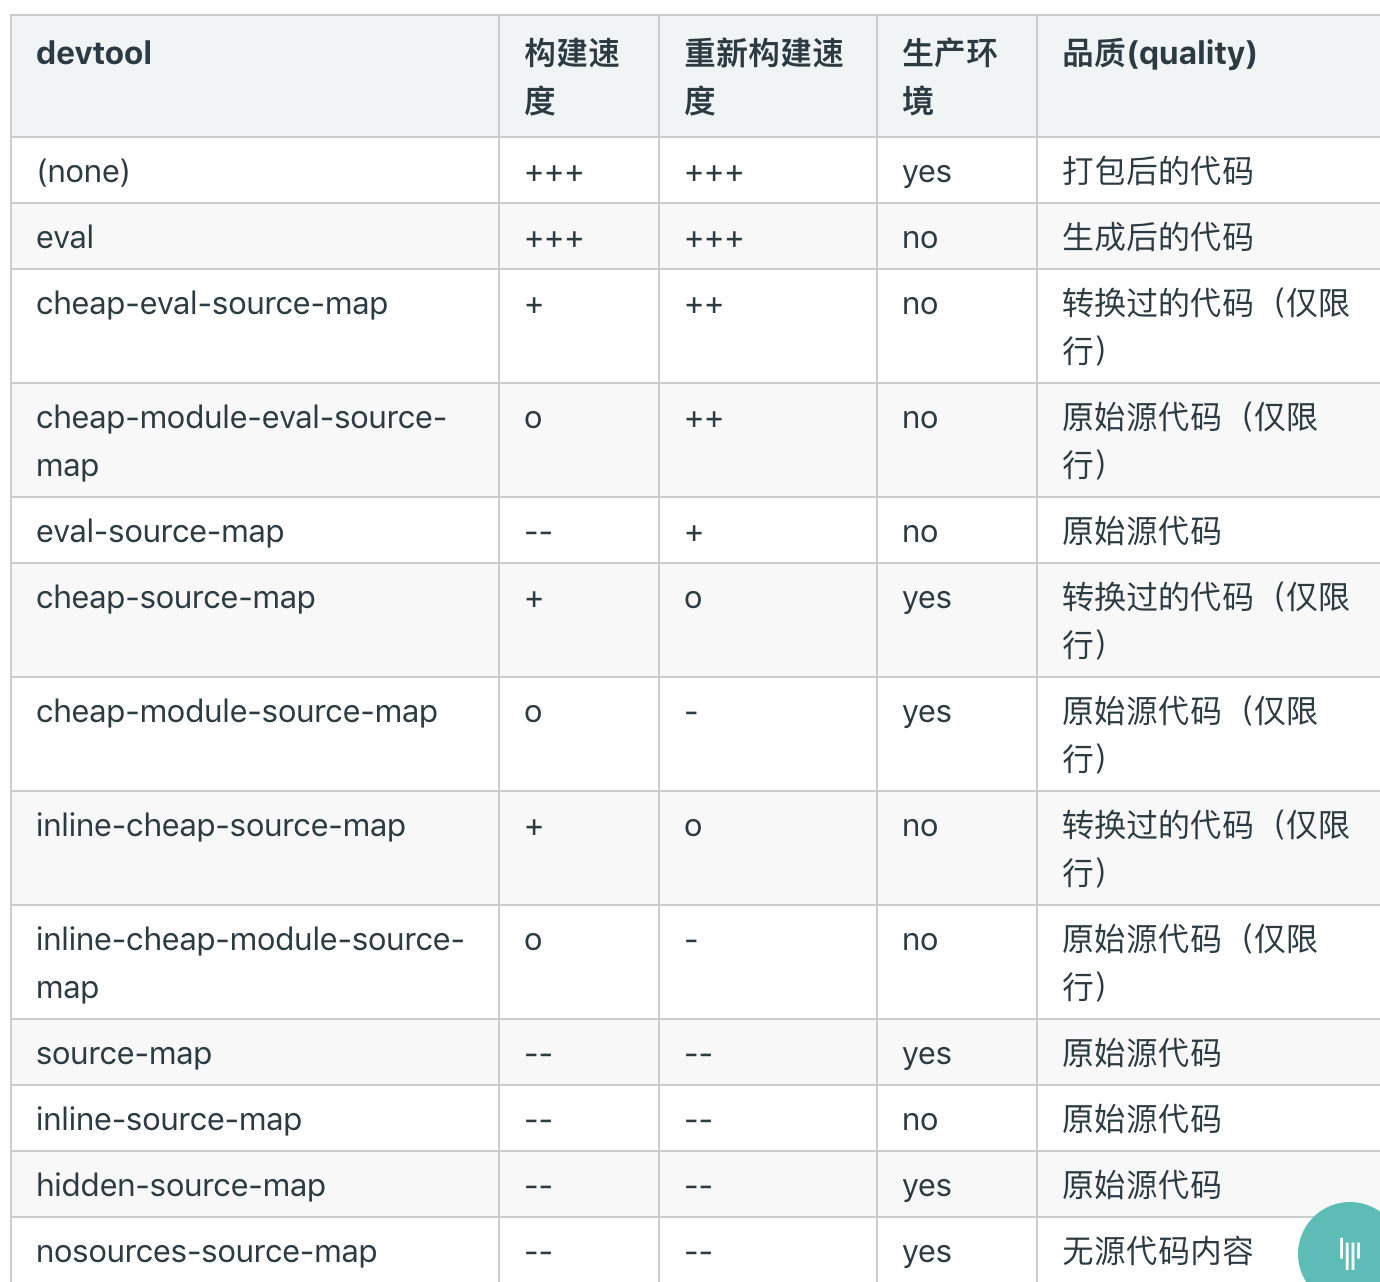 devtool 构建速 重新构建速 生产环 品质(quality)
度 度 境
(none) +++ +++ yes 打包后的代码
eval +++ +++ no 生成后的代码
cheap-eval-source-map + ++ no 转换过的代码（仅限
行）
cheap-module-eval-source- o ++ no 原始源代码（仅限
map 行）
eval-source-map -- + no 原始源代码
cheap-source-map + o yes 转换过的代码（仅限
行）
cheap-module-source-map o - yes 原始源代码（仅限
行）
inline-cheap-source-map + o no 转换过的代码（仅限
行）
inline-cheap-module-source- o - no 原始源代码（仅限
map 行）
source-map -- -- yes 原始源代码
inline-source-map -- -- no 原始源代码
hidden-source-map -- -- yes 原始源代码
nosources-source-map -- -- yes 无源代码内容